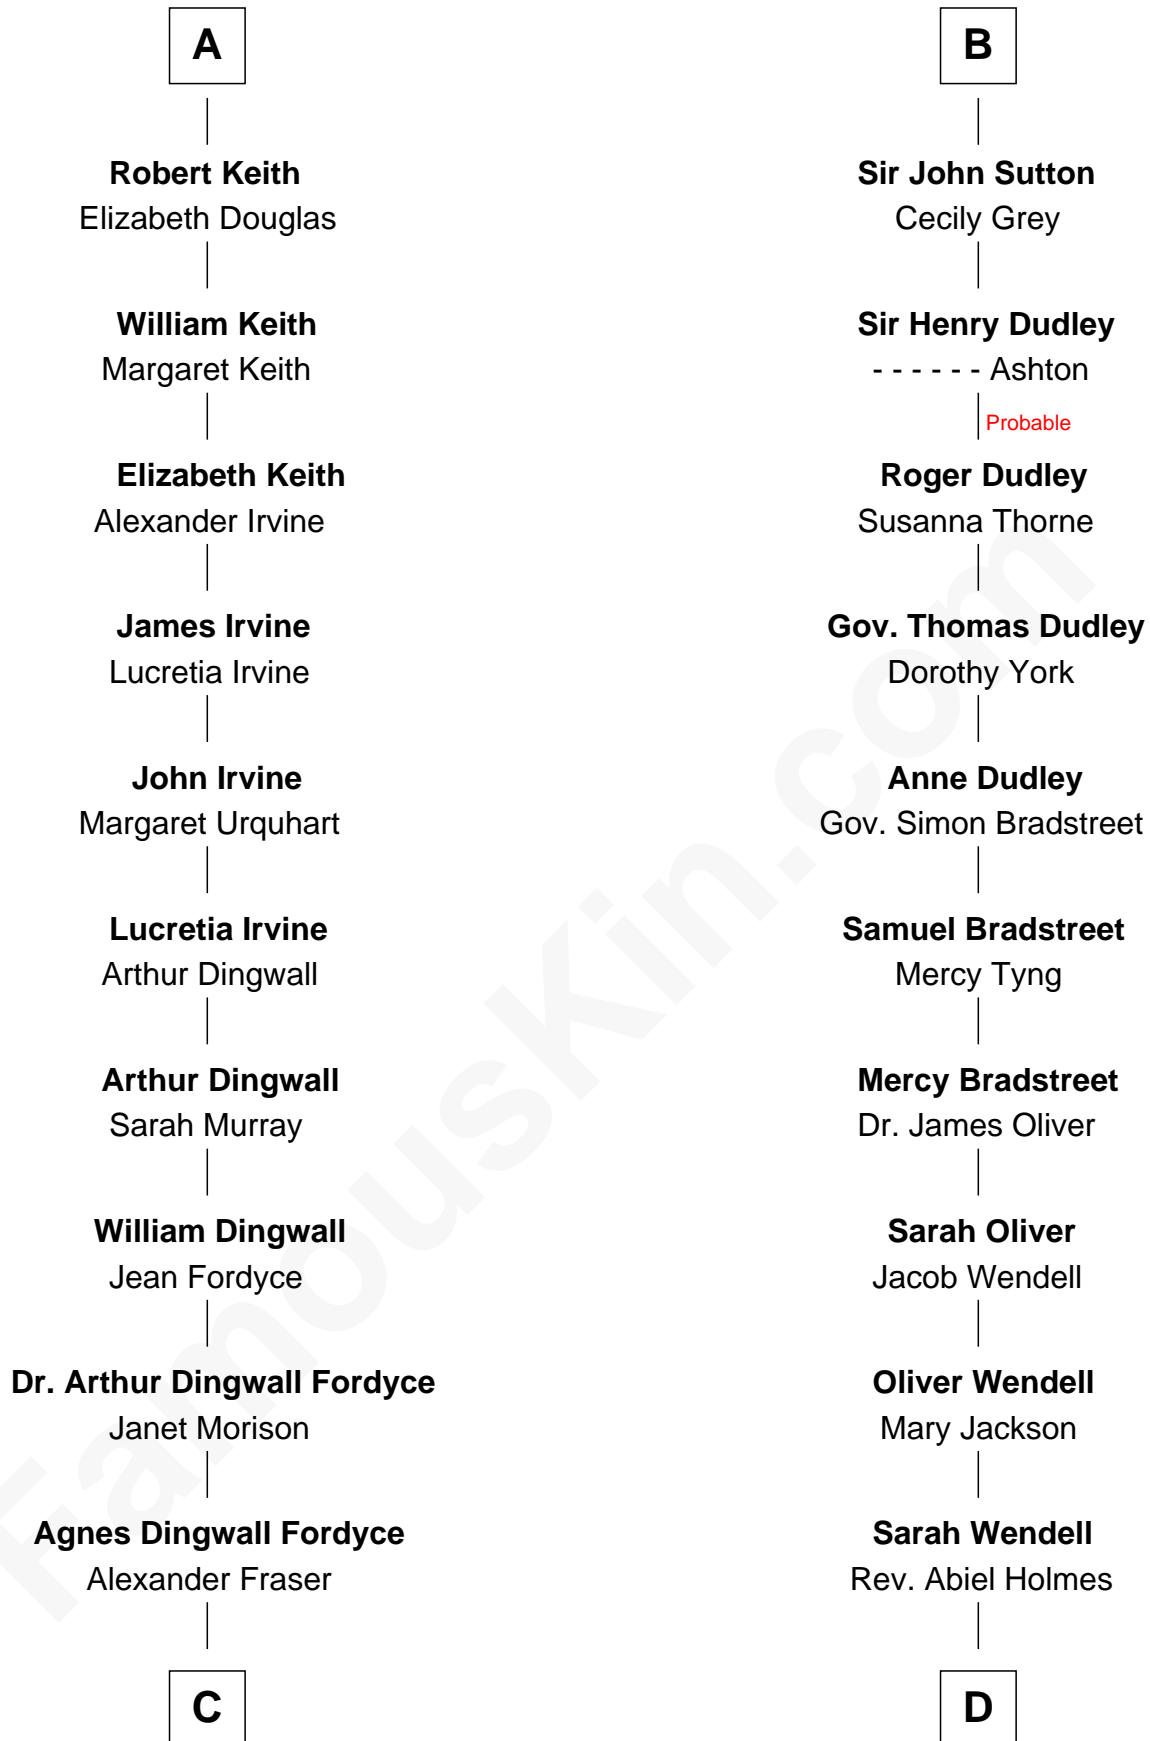 A
Robert Keith
Elizabeth Douglas
William Keith
Margaret Keith
Elizabeth Keith
Alexander Irvine
James Irvine
Lucretia Irvine
John Irvine
Margaret Urquhart
Lucretia Irvine
Arthur Dingwall
Arthur Dingwall
Sarah Murray
William Dingwall
Jean Fordyce
Dr. Arthur Dingwall Fordyce
Janet Morison
Agnes Dingwall Fordyce
Alexander Fraser
C
B
Sir John Sutton
Cecily Grey
Sir Henry Dudley
- - - - - - Ashton
Probable
Roger Dudley
Susanna Thorne
Gov. Thomas Dudley
Dorothy York
Anne Dudley
Gov. Simon Bradstreet
Samuel Bradstreet
Mercy Tyng
Mercy Bradstreet
Dr. James Oliver
Sarah Oliver
Jacob Wendell
Oliver Wendell
Mary Jackson
Sarah Wendell
Rev. Abiel Holmes
D
FamousKin.com